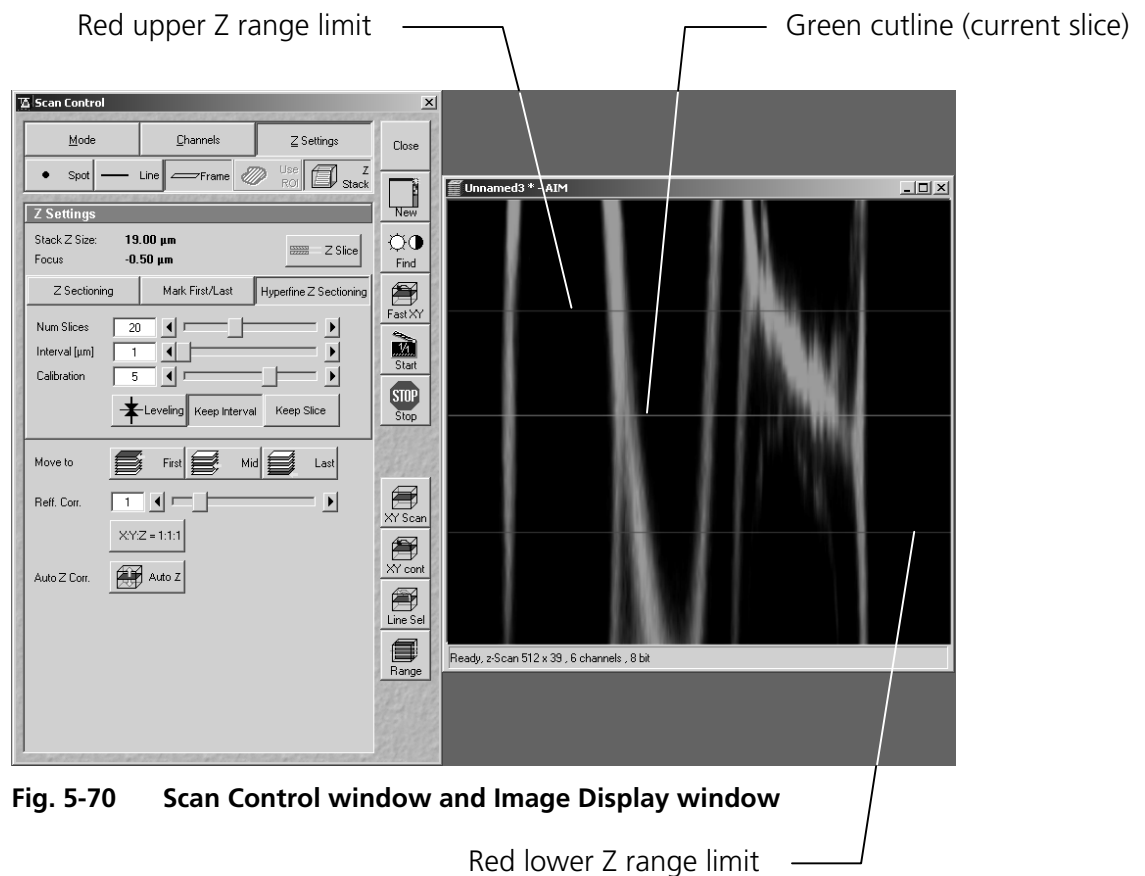 Red upper Z range limit
Green cutline (current slice)
Scan Control
Mode
Channels
Z Settings
Close
Spot
Line
Frame
Use ROI
Z Stack
New
Z Settings
Stack Z Size: 19.00 µm
Focus -0.50 µm
Z Slice
Find
Z Sectioning
Mark First/Last
Hyperfine Z Sectioning
Fast XY
Num Slices 20
Interval [µm] 1
Calibration 5
1/1
Start
Leveling
Keep Interval
Keep Slice
STOP
Stop
Move to
First
Mid
Last
Reff. Corr. 1
X:Y:Z = 1:1:1
Auto Z Corr.
Auto Z
XY Scan
XY cont
Line Sel
Range
Unnamed3 * - AIM
Ready, z-Scan 512 x 39 , 6 channels , 8 bit
Fig. 5-70 Scan Control window and Image Display window
Red lower Z range limit